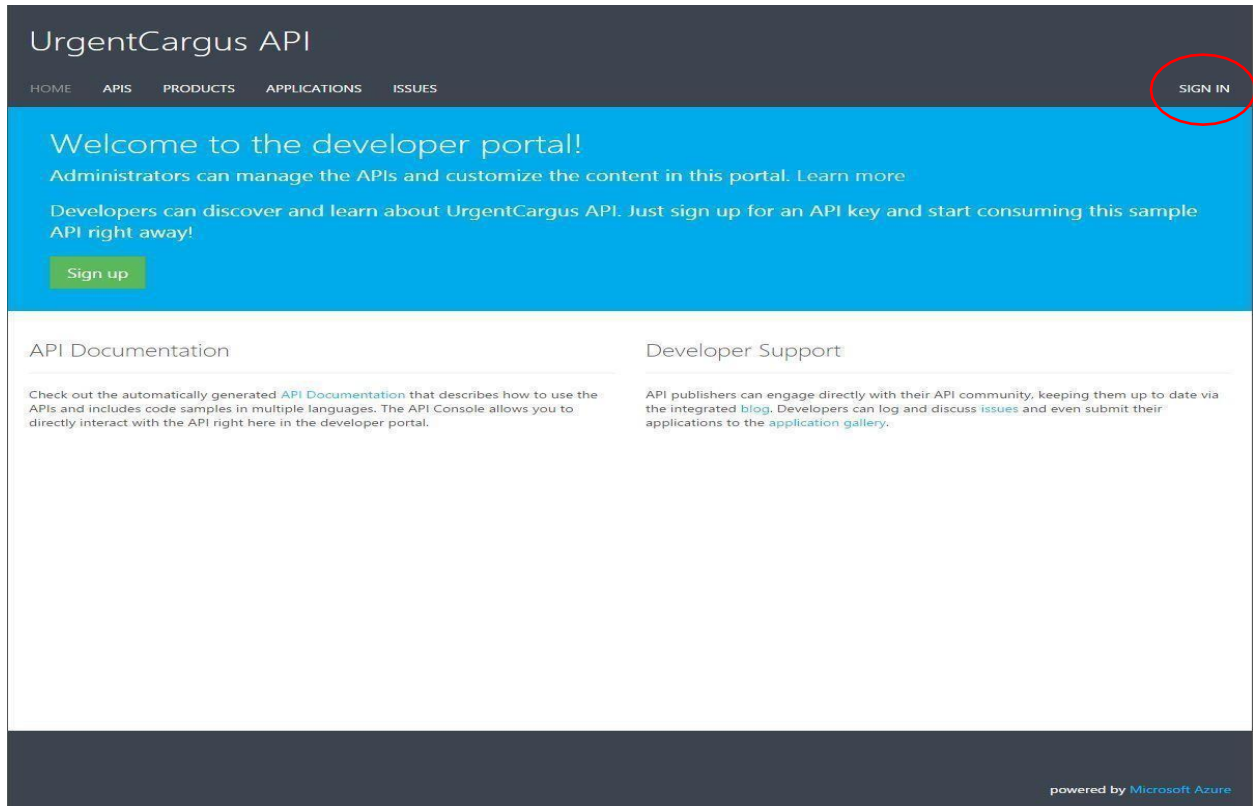 UrgentCargus API
HOME APIS PRODUCTS APPLICATIONS ISSUES SIGN IN
Welcome to the developer portal!
Administrators can manage the APIs and customize the content in this portal. Learn more
Developers can discover and learn about UrgentCargus API. Just sign up for an API key and start consuming this sample
API right away!
Sign up
API Documentation
Check out the automatically generated API Documentation that describes how to use the
APIs and includes code samples in multiple languages. The API Console allows you to
directly interact with the API right here in the developer portal.
Developer Support
API publishers can engage directly with their API community, keeping them up to date via
the integrated blog. Developers can log and discuss issues and even submit their
applications to the application gallery.
powered by Microsoft Azure